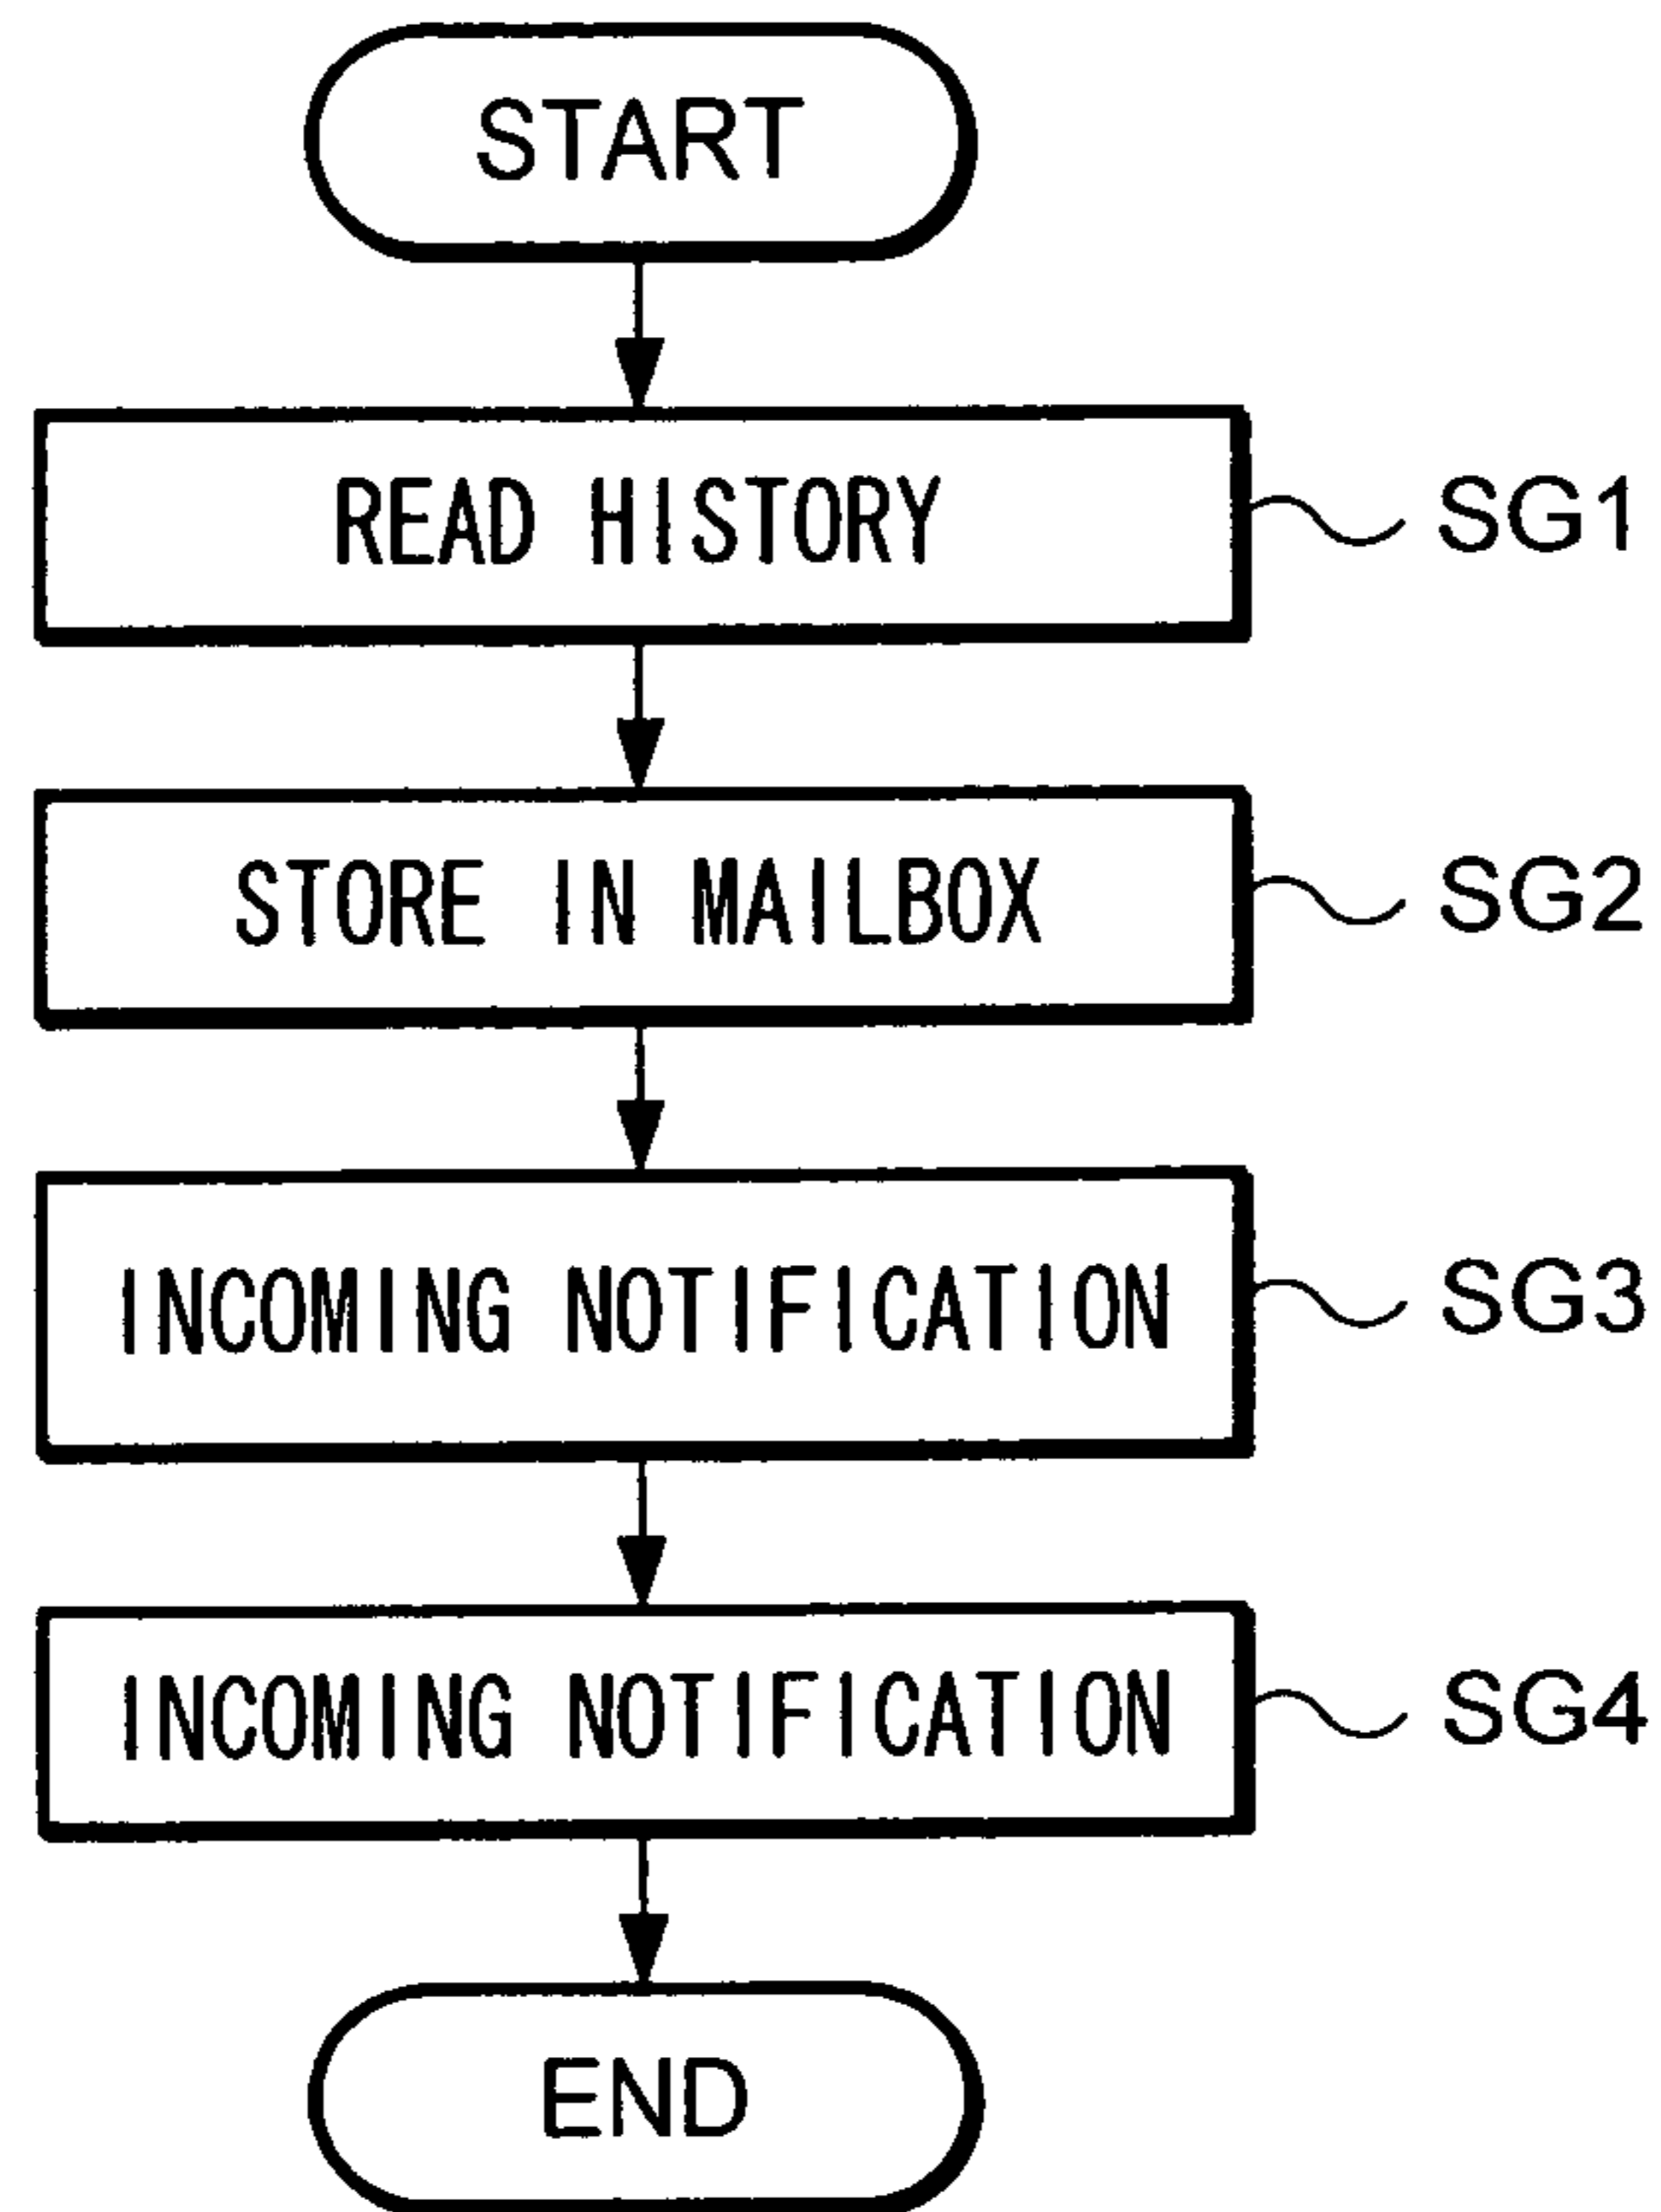 START
READ HISTORY SG1
STORE IN MAILBOX SG2
INCOMING NOTIFICATION SG3
INCOMING NOTIFICATION SG4
END